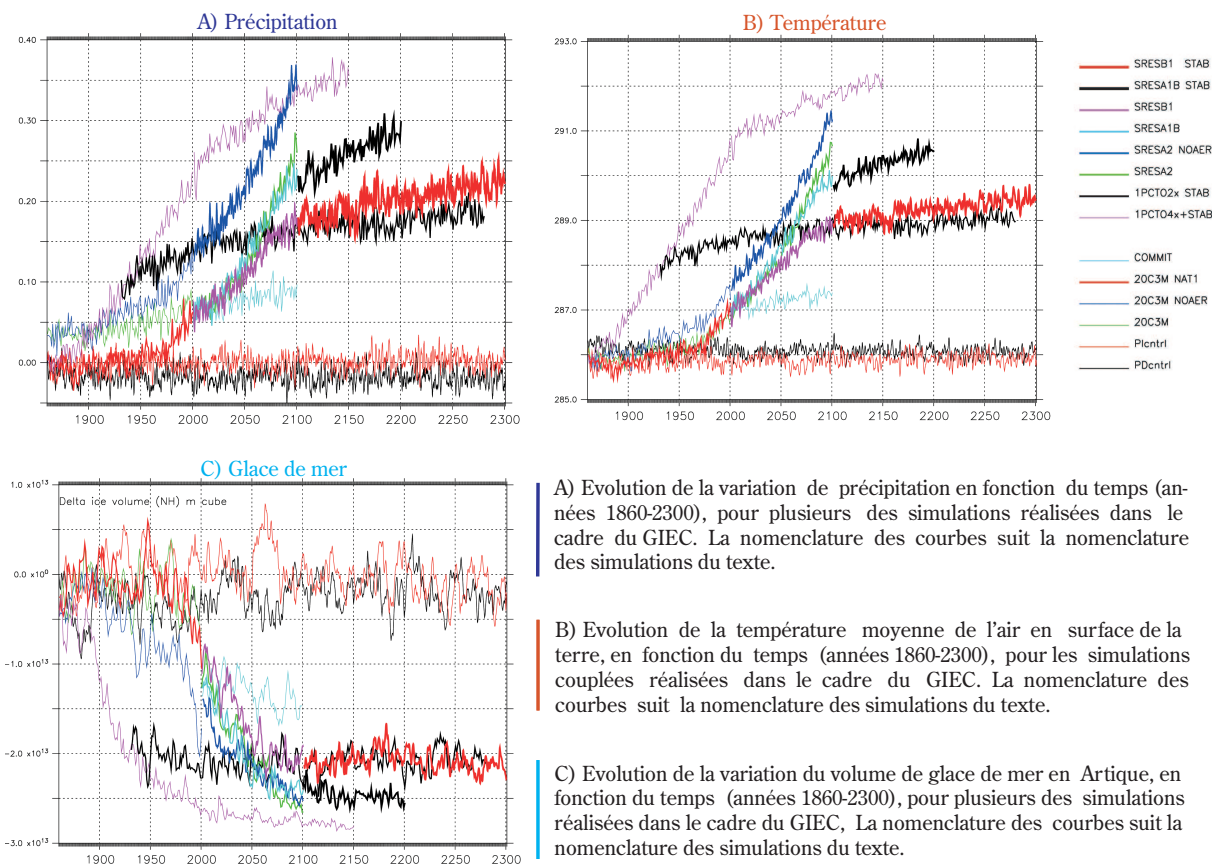 A) Précipitation
0.40
0.30
0.20
0.10
0.00
1900 1950 2000 2050 2100 2150 2200 2250 2300
B) Température
293.0
291.0
289.0
287.0
285.0
1900 1950 2000 2050 2100 2150 2200 2250 2300
SRESB1 STAB
SRESA1B STAB
SRESB1
SRESA1B
SRESA2 NOAER
SRESA2
1PCTO2x STAB
1PCTO4x+STAB
COMMIT
20C3M NAT1
20C3M NOAER
20C3M
PIcntrl
PDcntrl
C) Glace de mer
1.0 x10¹³
Delta ice volume (NH) m cube
0.0 x10⁰
-1.0 x10¹³
-2.0 x10¹³
-3.0 x10¹³
1900 1950 2000 2050 2100 2150 2200 2250 2300
A) Evolution de la variation de précipitation en fonction du temps (an-
nées 1860-2300), pour plusieurs des simulations réalisées dans le
cadre du GIEC. La nomenclature des courbes suit la nomenclature
des simulations du texte.
B) Evolution de la température moyenne de l'air en surface de la
terre, en fonction du temps (années 1860-2300), pour les simulations
couplées réalisées dans le cadre du GIEC. La nomenclature des
courbes suit la nomenclature des simulations du texte.
C) Evolution de la variation du volume de glace de mer en Artique, en
fonction du temps (années 1860-2300), pour plusieurs des simulations
réalisées dans le cadre du GIEC, La nomenclature des courbes suit la
nomenclature des simulations du texte.